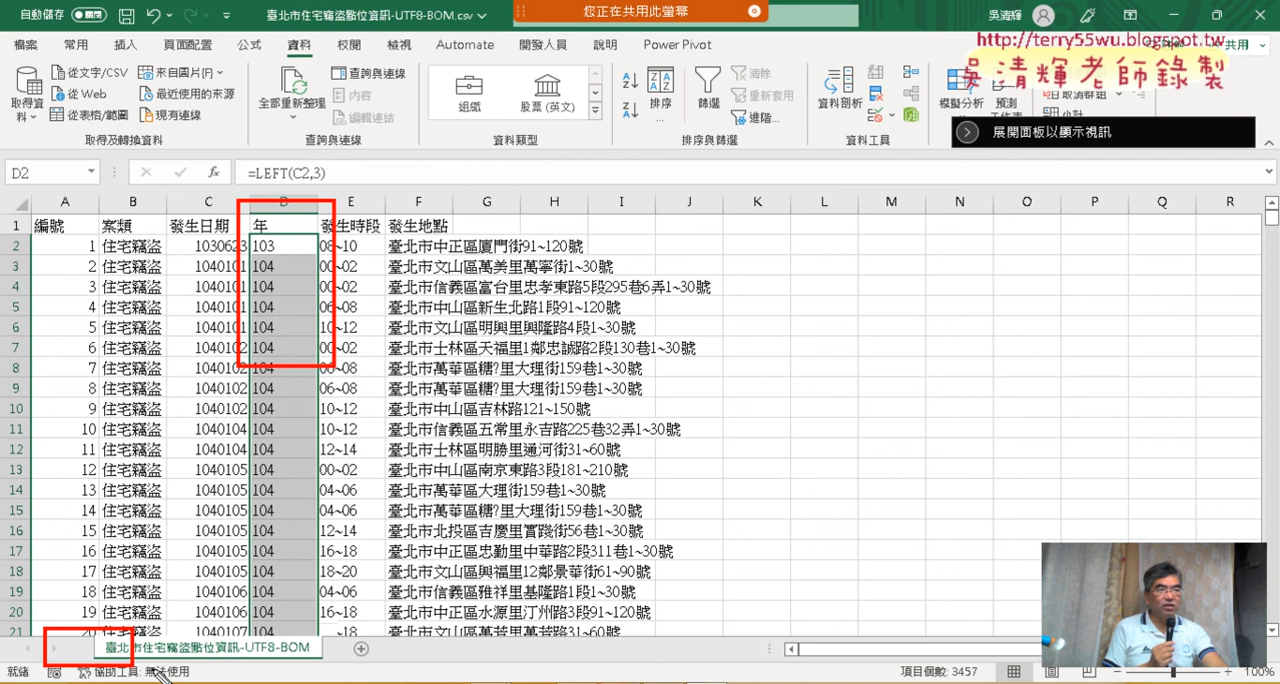 自動儲存 臺北市住宅竊盜點位資訊-UTF8-BOM.csv 您正在共用此螢幕 吳清輝
檔案 常用 插入 頁面配置 公式 資料 校閱 檢視 Automate 開發人員 說明 Power Pivot 共用
http://terry55wu.blogspot.tw
吳清輝老師錄製
取得資料 從文字/CSV 從 Web 從表格/範圍 來自圖片(F) 最近使用的來源 現有連線
全部重新整理 查詢與連線 內容 編輯連結
組織 股票 (英文)
排序 篩選 清除 重新套用 進階...
資料剖析 模擬分析 預測
展開面板以顯示視訊
取得及轉換資料 查詢與連線 資料類型 排序與篩選 資料工具
D2 fx =LEFT(C2,3)
A B C D E F G H I J K L M N O P Q R
1 編號 案類 發生日期 年 發生時段 發生地點
2 1 住宅竊盜 1030623 103 08~10 臺北市中正區廈門街91~120號
3 2 住宅竊盜 1040101 104 00~02 臺北市文山區萬美里萬寧街1~30號
4 3 住宅竊盜 1040101 104 00~02 臺北市信義區富台里忠孝東路5段295巷6弄1~30號
5 4 住宅竊盜 1040101 104 06~08 臺北市中山區新生北路1段91~120號
6 5 住宅竊盜 1040101 104 10~12 臺北市文山區明興里興隆路4段1~30號
7 6 住宅竊盜 1040102 104 00~02 臺北市士林區天福里1鄰忠誠路2段130巷1~30號
8 7 住宅竊盜 1040102 104 06~08 臺北市萬華區糖?里大理街159巷1~30號
9 8 住宅竊盜 1040102 104 06~08 臺北市萬華區糖?里大理街159巷1~30號
10 9 住宅竊盜 1040102 104 10~12 臺北市中山區吉林路121~150號
11 10 住宅竊盜 1040104 104 10~12 臺北市信義區五常里永吉路225巷32弄1~30號
12 11 住宅竊盜 1040104 104 12~14 臺北市士林區明勝里通河街31~60號
13 12 住宅竊盜 1040105 104 00~02 臺北市中山區南京東路3段181~210號
14 13 住宅竊盜 1040105 104 04~06 臺北市萬華區大理街159巷1~30號
15 14 住宅竊盜 1040105 104 04~06 臺北市萬華區糖?里大理街159巷1~30號
16 15 住宅竊盜 1040105 104 12~14 臺北市北投區吉慶里實踐街56巷1~30號
17 16 住宅竊盜 1040105 104 16~18 臺北市中正區忠勤里中華路2段311巷1~30號
18 17 住宅竊盜 1040105 104 18~20 臺北市文山區興福里12鄰景華街61~90號
19 18 住宅竊盜 1040106 104 04~06 臺北市信義區雅祥里基隆路1段1~30號
20 19 住宅竊盜 1040106 104 16~18 臺北市中正區水源里汀州路3段91~120號
21 20 住宅竊盜 1040107 104 ~18 臺北市文山區萬芳里萬芳路31~60號
臺北市住宅竊盜點位資訊-UTF8-BOM
就緒 協助工具: 無法使用 項目個數: 3457 100%